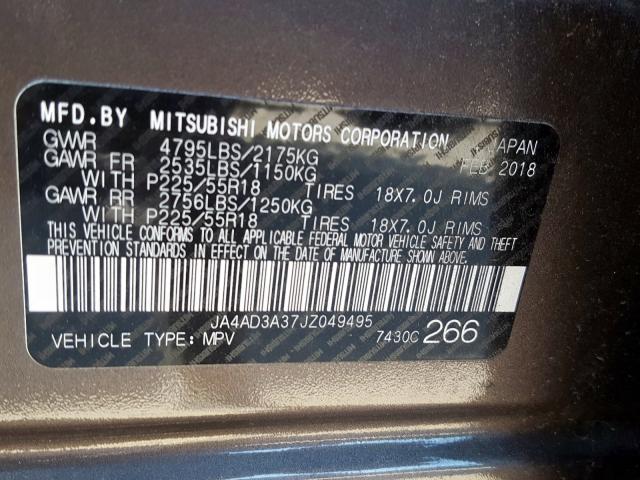 MFD.BY MITSUBISHI MOTORS CORPORATION JAPAN
GVWR 4795LBS/2175KG FEB 2018
GAWR FR 2535LBS/1150KG
WITH P225/55R18 TIRES 18X7.0J RIMS
GAWR RR 2756LBS/1250KG
WITH P225/55R18 TIRES 18X7.0J RIMS
THIS VEHICLE CONFORMS TO ALL APPLICABLE FEDERAL MOTOR VEHICLE SAFETY AND THEFT
PREVENTION STANDARDS IN EFFECT ON THE DATE OF MANUFACTURE SHOWN ABOVE.
JA4AD3A37JZ049495
VEHICLE TYPE:MPV 7430C 266